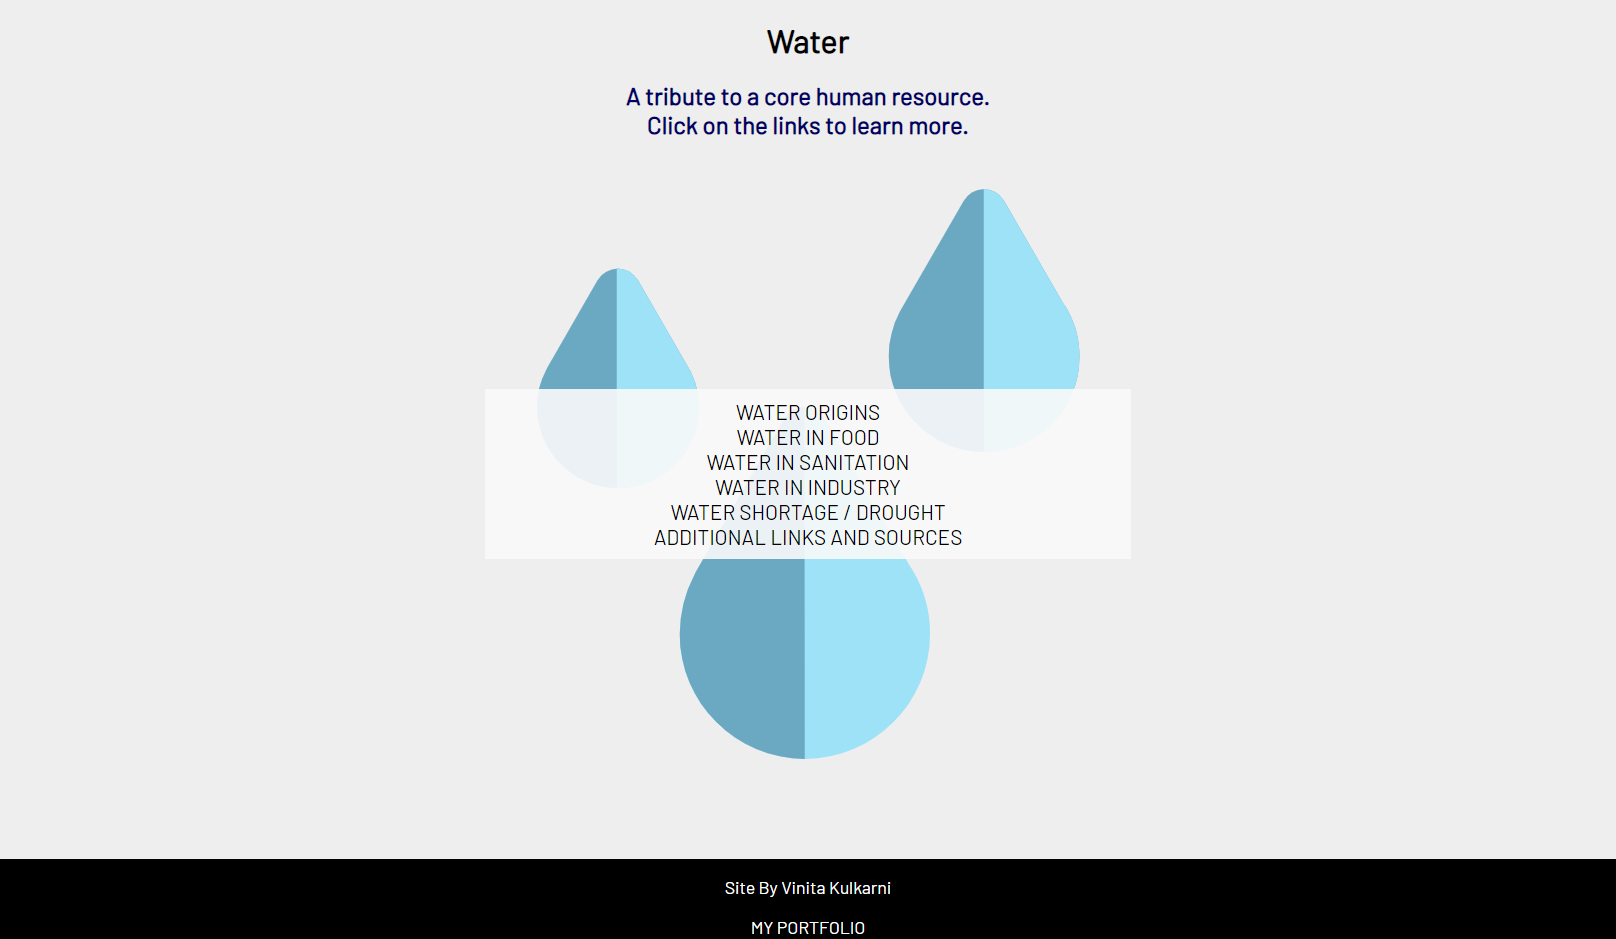 Water
A tribute to a core human resource.
Click on the links to learn more.
WATER ORIGINS
WATER IN FOOD
WATER IN SANITATION
WATER IN INDUSTRY
WATER SHORTAGE / DROUGHT
ADDITIONAL LINKS AND SOURCES
Site By Vinita Kulkarni
MY PORTFOLIO